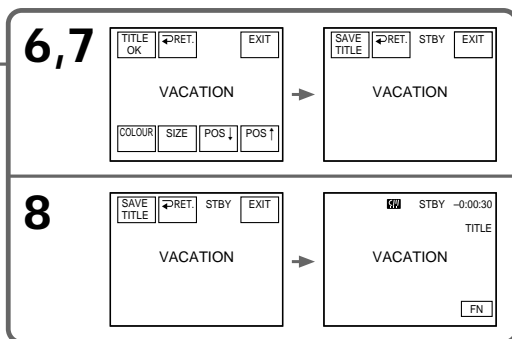 6,7
TITLE OK ⮌RET. EXIT
VACATION
COLOUR SIZE POS↓ POS↑
SAVE TITLE ⮌RET. STBY EXIT
VACATION
8
SAVE TITLE ⮌RET. STBY EXIT
VACATION
STBY –0:00:30
TITLE
VACATION
FN